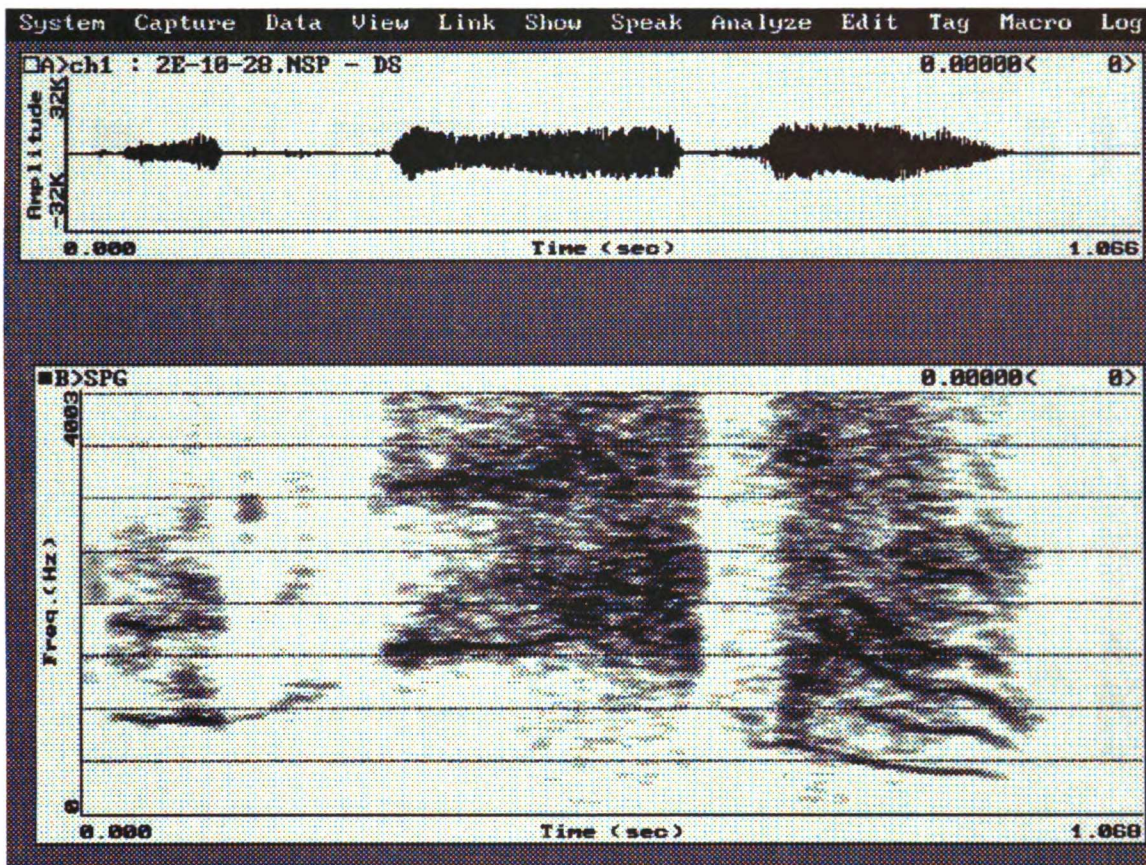 System Capture Data View Link Show Speak Analyze Edit Tag Macro Log
□A>ch1 : 2E-10-28.NSP - DS 0.00000< 0>
Amplitude
32K
-32K
0.000 Time (sec) 1.066
■B>SPG 0.00000< 0>
Freq.(Hz)
4003
0
0.000 Time (sec) 1.068